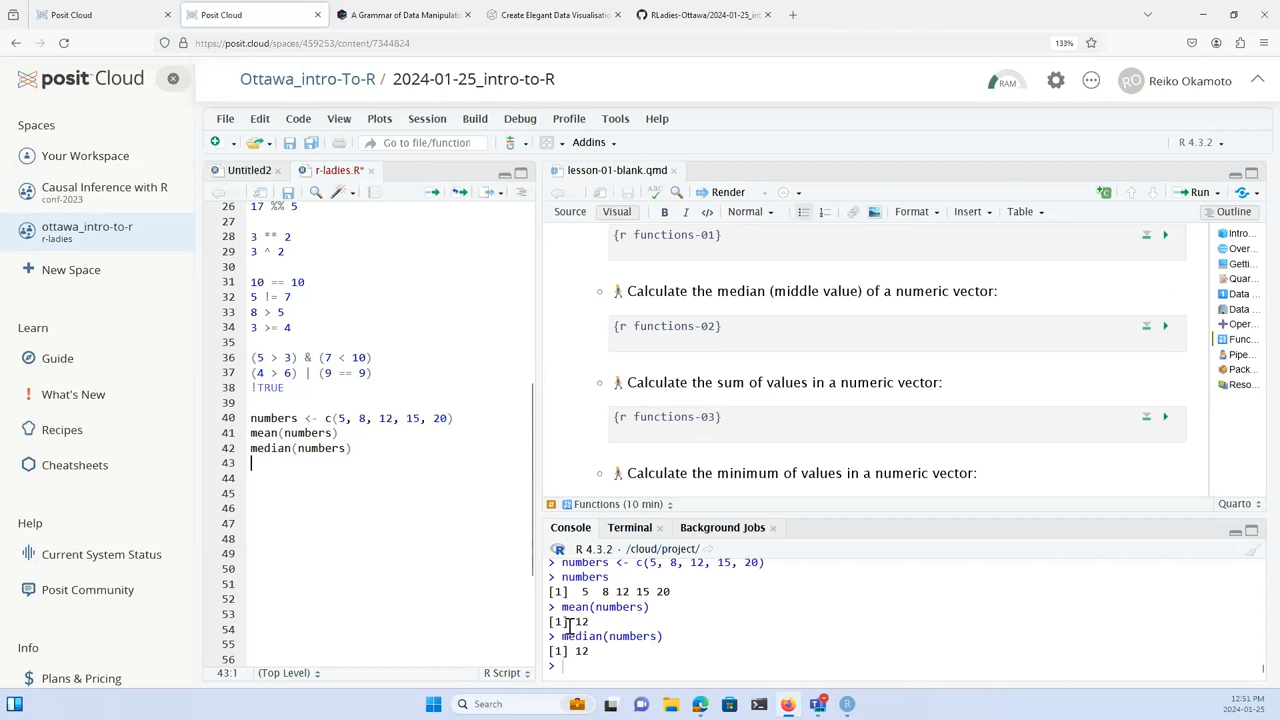 Posit Cloud
Posit Cloud
A Grammar of Data Manipulati
Create Elegant Data Visualisation
RLadies-Ottawa/2024-01-25_int
https://posit.cloud/spaces/459253/content/7344824
133%
posit Cloud
Ottawa_intro-To-R / 2024-01-25_intro-to-R
RAM
RO
Reiko Okamoto
Spaces
Your Workspace
Causal Inference with R
conf-2023
ottawa_intro-to-r
r-ladies
New Space
Learn
Guide
What's New
Recipes
Cheatsheets
Help
Current System Status
Posit Community
Info
Plans & Pricing
File Edit Code View Plots Session Build Debug Profile Tools Help
Go to file/function
Addins
R 4.3.2
Untitled2
r-ladies.R*
26 17 %% 5
27
28 3 ** 2
29 3 ^ 2
30
31 10 == 10
32 5 != 7
33 8 > 5
34 3 >= 4
35
36 (5 > 3) & (7 < 10)
37 (4 > 6) | (9 == 9)
38 !TRUE
39
40 numbers <- c(5, 8, 12, 15, 20)
41 mean(numbers)
42 median(numbers)
43
44
45
46
47
48
49
50
51
52
53
54
55
56
43:1 (Top Level) R Script
lesson-01-blank.qmd
Render
Run
Source Visual B I </> Normal Format Insert Table Outline
{r functions-01}
Calculate the median (middle value) of a numeric vector:
{r functions-02}
Calculate the sum of values in a numeric vector:
{r functions-03}
Calculate the minimum of values in a numeric vector:
Intro...
Over...
Getti...
Quar...
Data
Data
Oper...
Func...
Pipe...
Pack...
Reso...
Functions (10 min)
Quarto
Console Terminal Background Jobs
R 4.3.2 · /cloud/project/
> numbers <- c(5, 8, 12, 15, 20)
> numbers
[1] 5 8 12 15 20
> mean(numbers)
[1] 12
> median(numbers)
[1] 12
>
Search
12:51 PM
2024-01-25